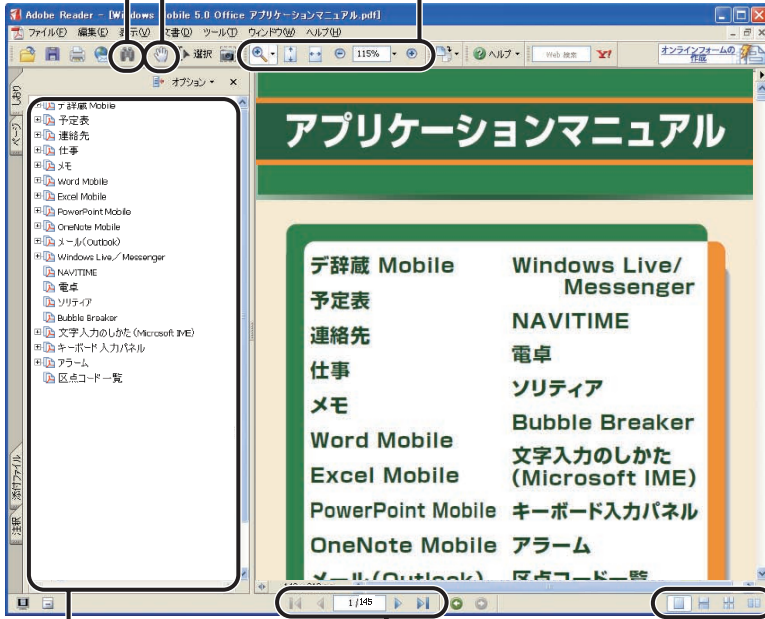 Adobe Reader - [Windows Mobile 5.0 Office アプリケーションマニュアル.pdf]
ファイル(F) 編集(E) 表示(V) 文書(D) ツール(T) ウィンドウ(W) ヘルプ(H)
選択 115% ヘルプ Web 検索 Y! オンラインフォームの作成
しおり
ページ
添付ファイル
注釈
オプション
デ辞蔵 Mobile
予定表
連絡先
仕事
メモ
Word Mobile
Excel Mobile
PowerPoint Mobile
OneNote Mobile
メール(Outlook)
Windows Live/Messenger
NAVITIME
電卓
ソリティア
Bubble Breaker
文字入力のしかた(Microsoft IME)
キーボード入力パネル
アラーム
区点コード一覧
アプリケーションマニュアル
デ辞蔵 Mobile
予定表
連絡先
仕事
メモ
Word Mobile
Excel Mobile
PowerPoint Mobile
OneNote Mobile
メール(Outlook)
Windows Live/
Messenger
NAVITIME
電卓
ソリティア
Bubble Breaker
文字入力のしかた
(Microsoft IME)
キーボード入力パネル
アラーム
区点コード一覧
1/145